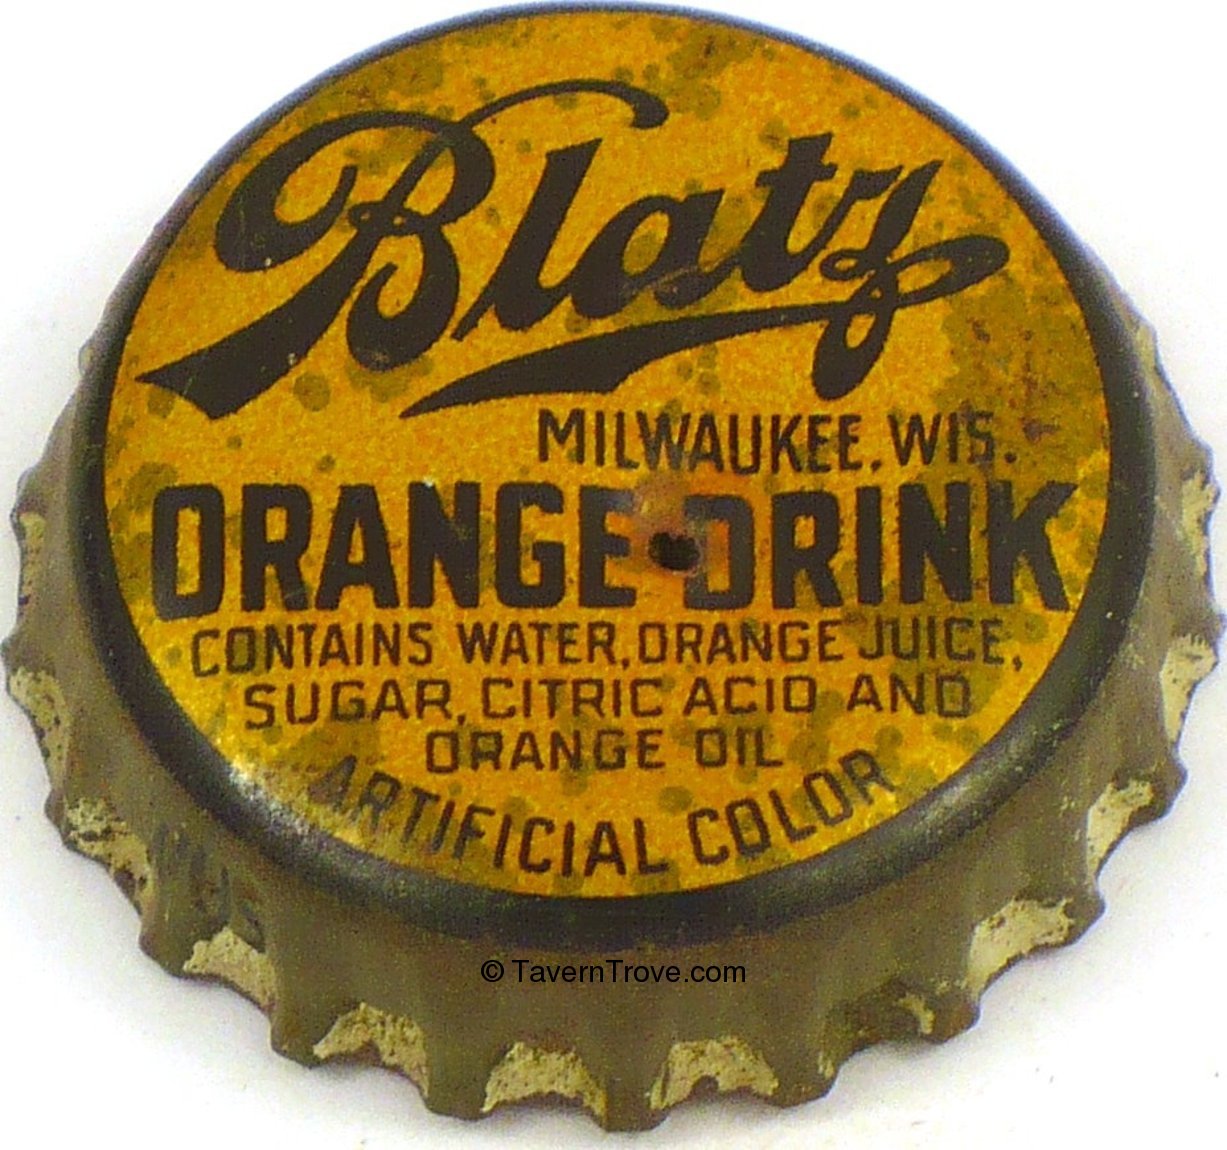 Blatz
MILWAUKEE. WIS.
ORANGE DRINK
CONTAINS WATER, ORANGE JUICE,
SUGAR, CITRIC ACID AND
ORANGE OIL
ARTIFICIAL COLOR
© TavernTrove.com